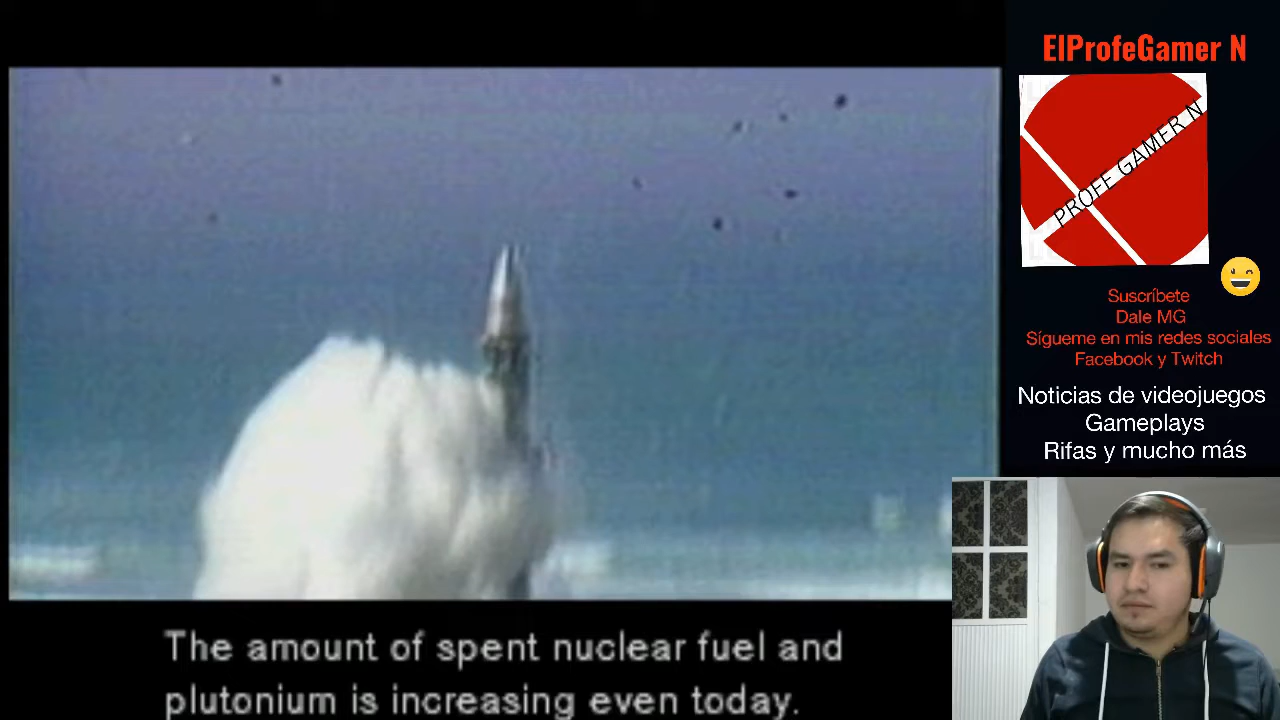 ElProfeGamer N
PROFF GAMER N
Suscríbete
Dale MG
Sígueme en mis redes sociales
Facebook y Twitch
Noticias de videojuegos
Gameplays
Rifas y mucho más
The amount of spent nuclear fuel and
plutonium is increasing even today.